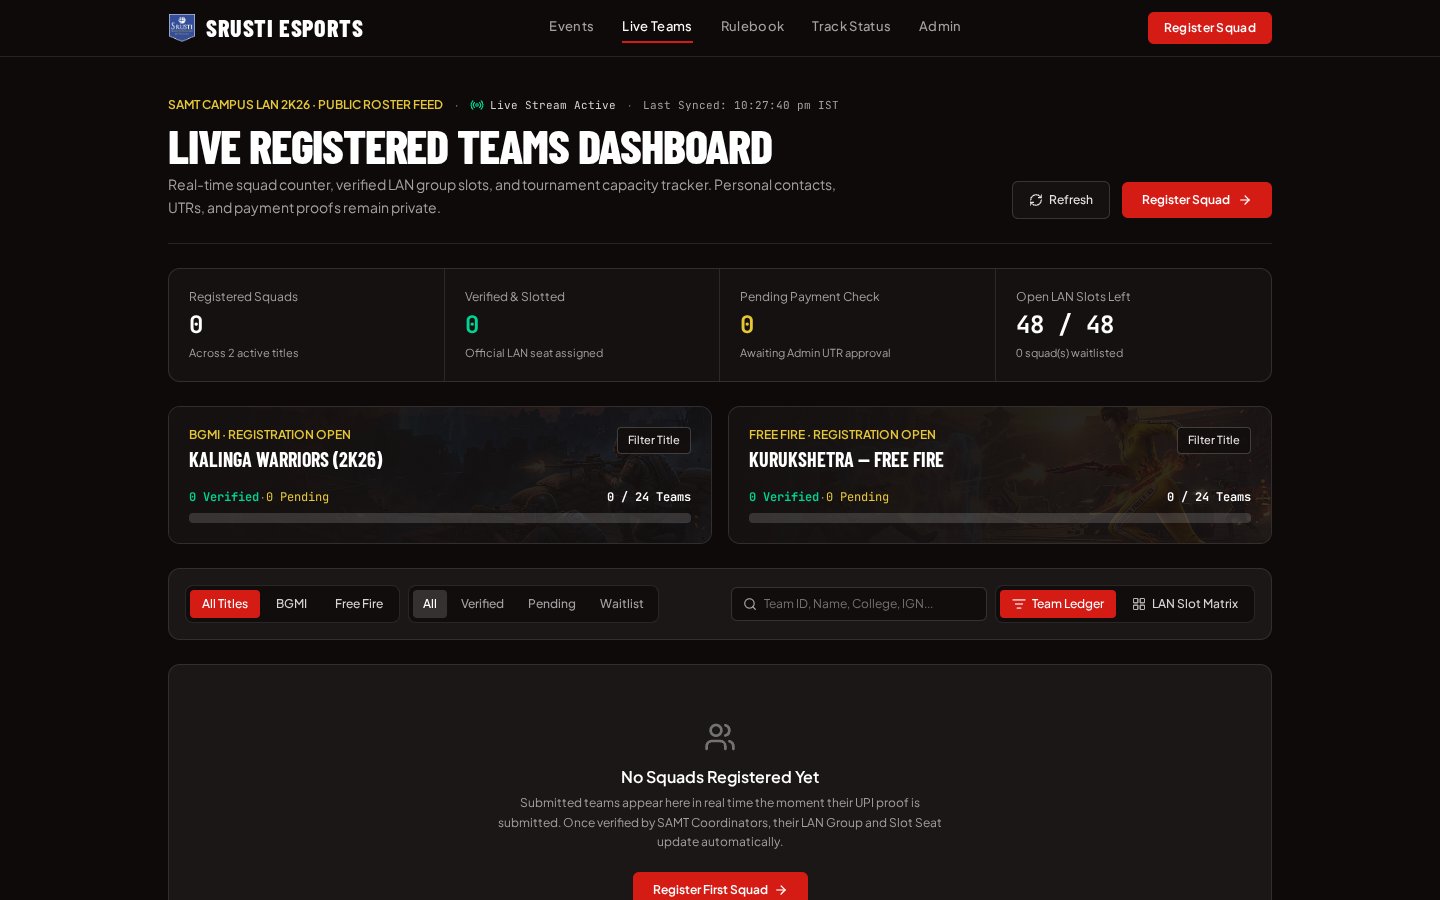 SRUSTI
SRUSTI ESPORTS
Events
Live Teams
Rulebook
Track Status
Admin
Register Squad
SAMT CAMPUS LAN 2K26 · PUBLIC ROSTER FEED · Live Stream Active · Last Synced: 10:27:40 pm IST
LIVE REGISTERED TEAMS DASHBOARD
Real-time squad counter, verified LAN group slots, and tournament capacity tracker. Personal contacts,
UTRs, and payment proofs remain private.
Refresh
Register Squad
Registered Squads
0
Across 2 active titles
Verified & Slotted
0
Official LAN seat assigned
Pending Payment Check
0
Awaiting Admin UTR approval
Open LAN Slots Left
48 / 48
0 squad(s) waitlisted
BGMI · REGISTRATION OPEN
Filter Title
KALINGA WARRIORS (2K26)
0 Verified · 0 Pending
0 / 24 Teams
FREE FIRE · REGISTRATION OPEN
Filter Title
KURUKSHETRA — FREE FIRE
0 Verified · 0 Pending
0 / 24 Teams
All Titles
BGMI
Free Fire
All
Verified
Pending
Waitlist
Team ID, Name, College, IGN...
Team Ledger
LAN Slot Matrix
No Squads Registered Yet
Submitted teams appear here in real time the moment their UPI proof is
submitted. Once verified by SAMT Coordinators, their LAN Group and Slot Seat
update automatically.
Register First Squad